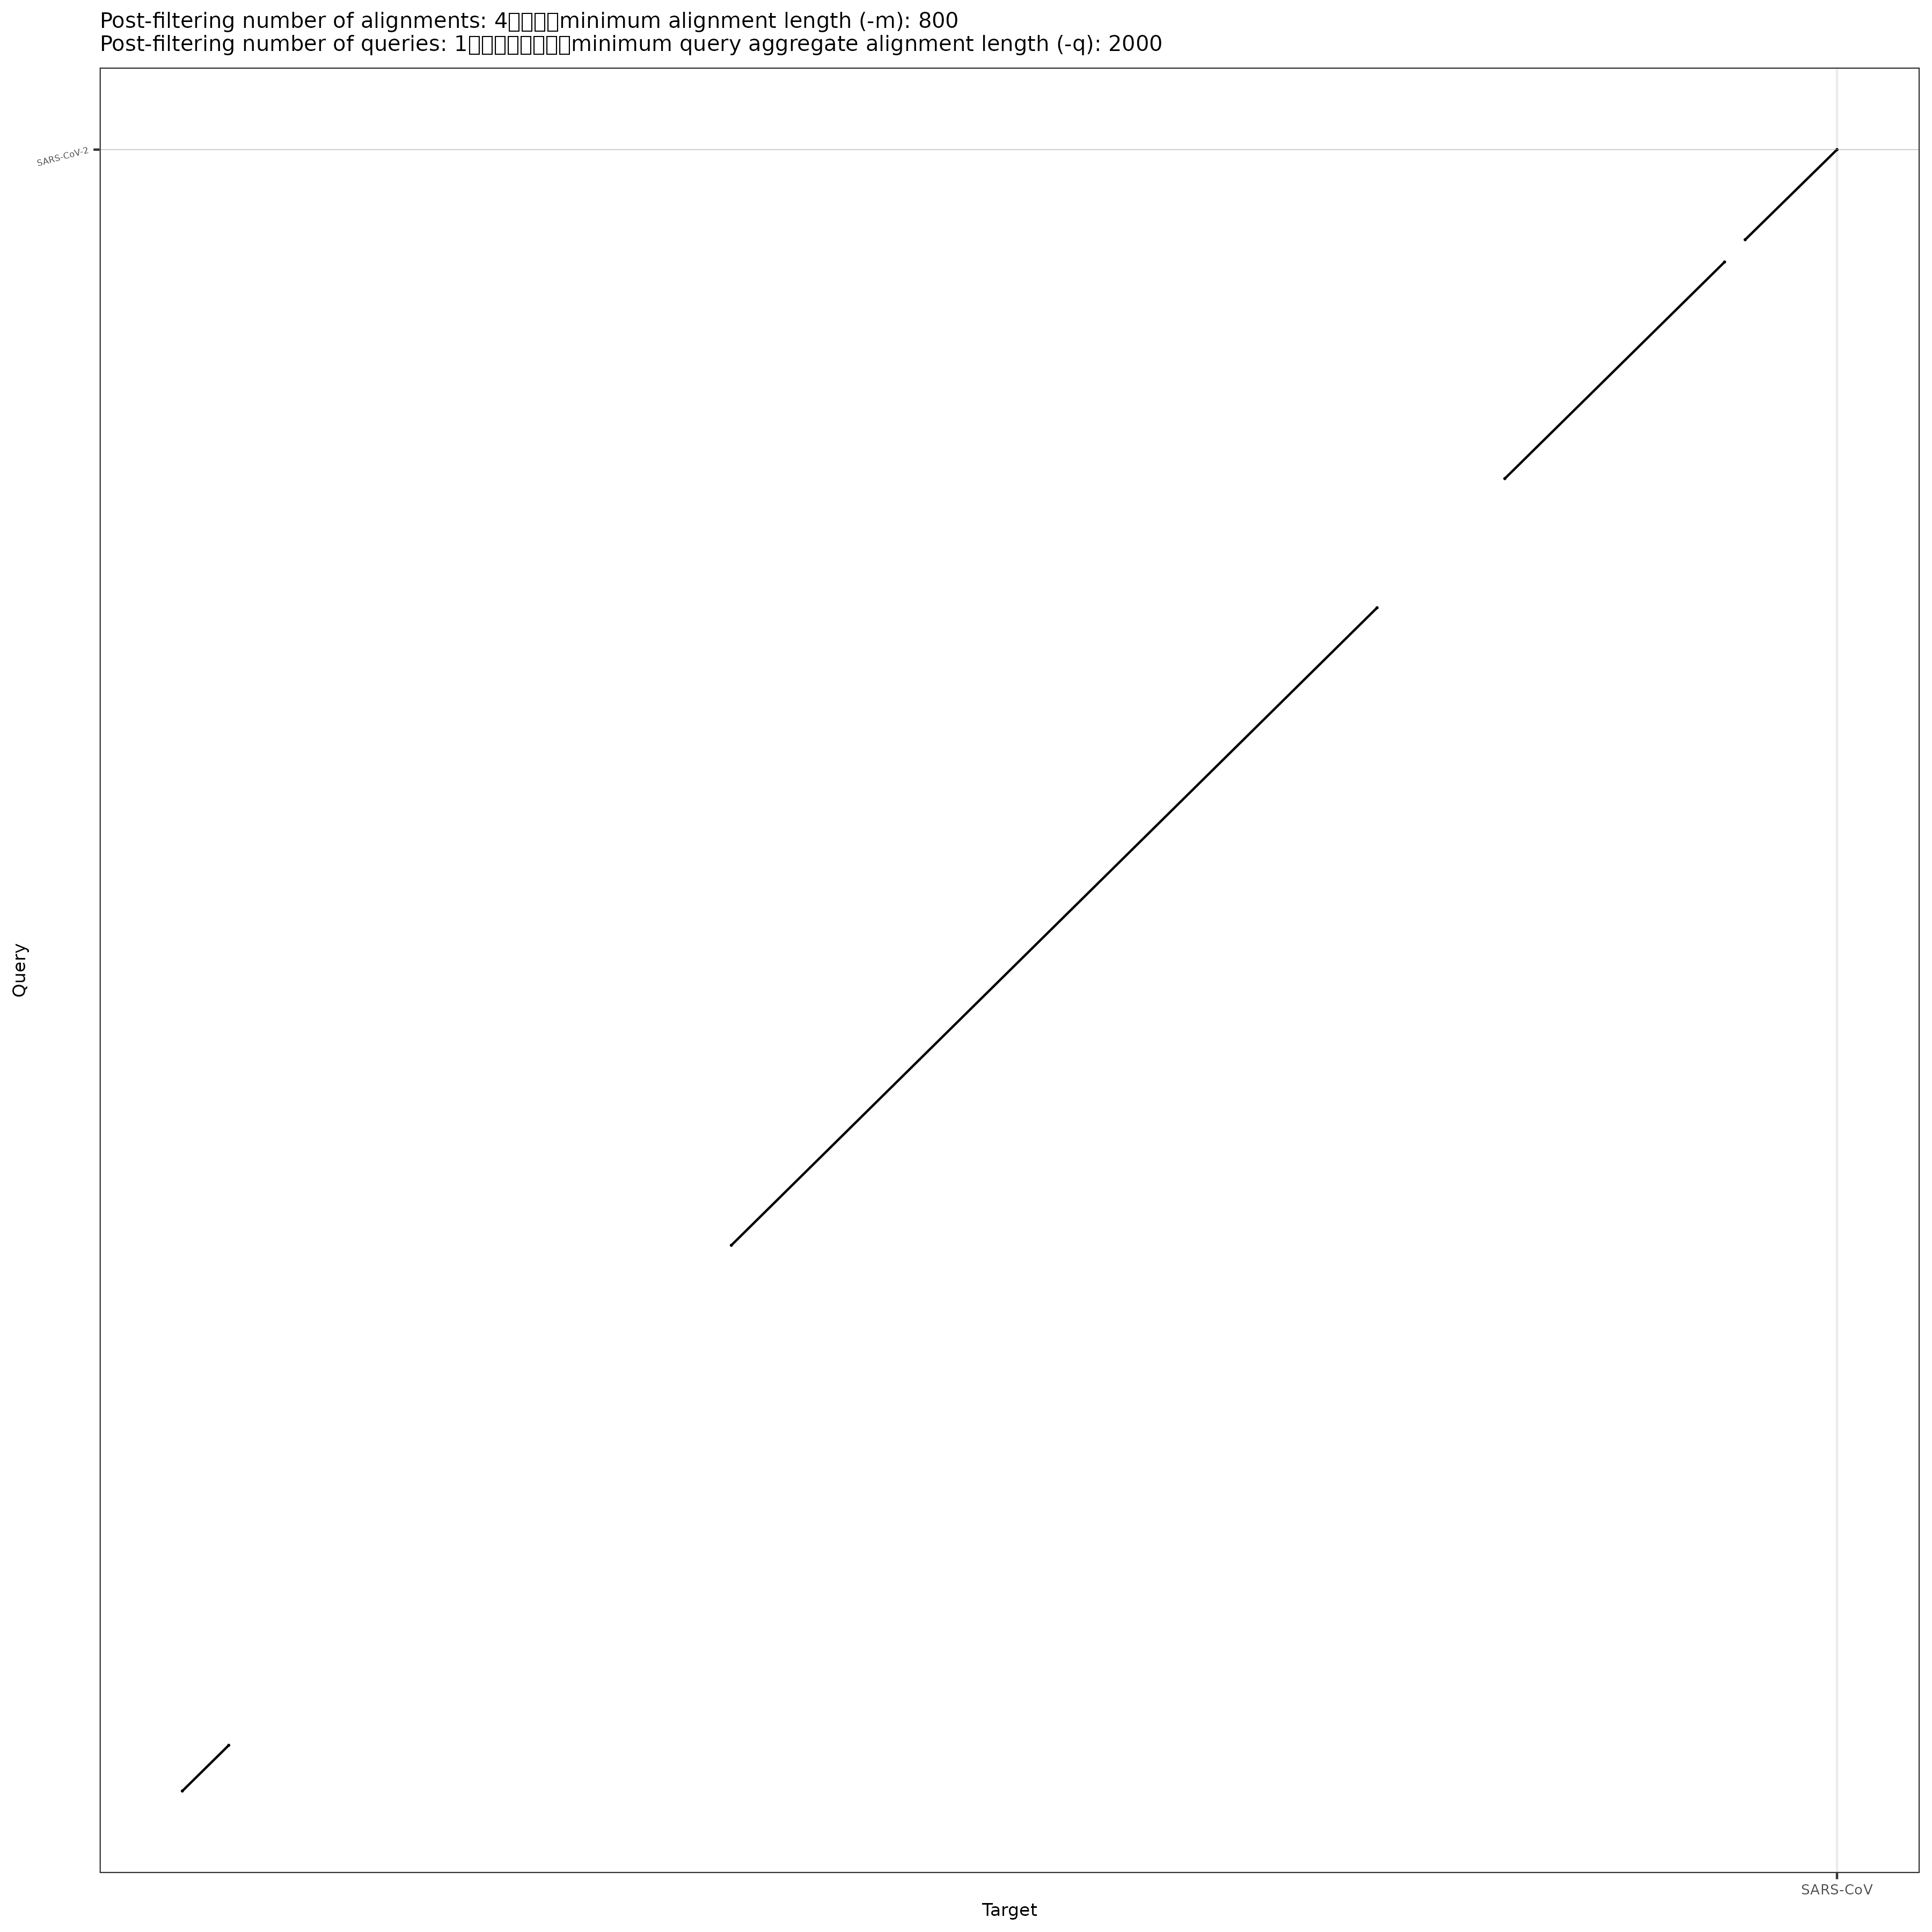 Post-filtering number of alignments: 4□□□□minimum alignment length (-m): 800
Post-filtering number of queries: 1□□□□□□□□minimum query aggregate alignment length (-q): 2000
SARS-CoV-2
Query
SARS-CoV
Target